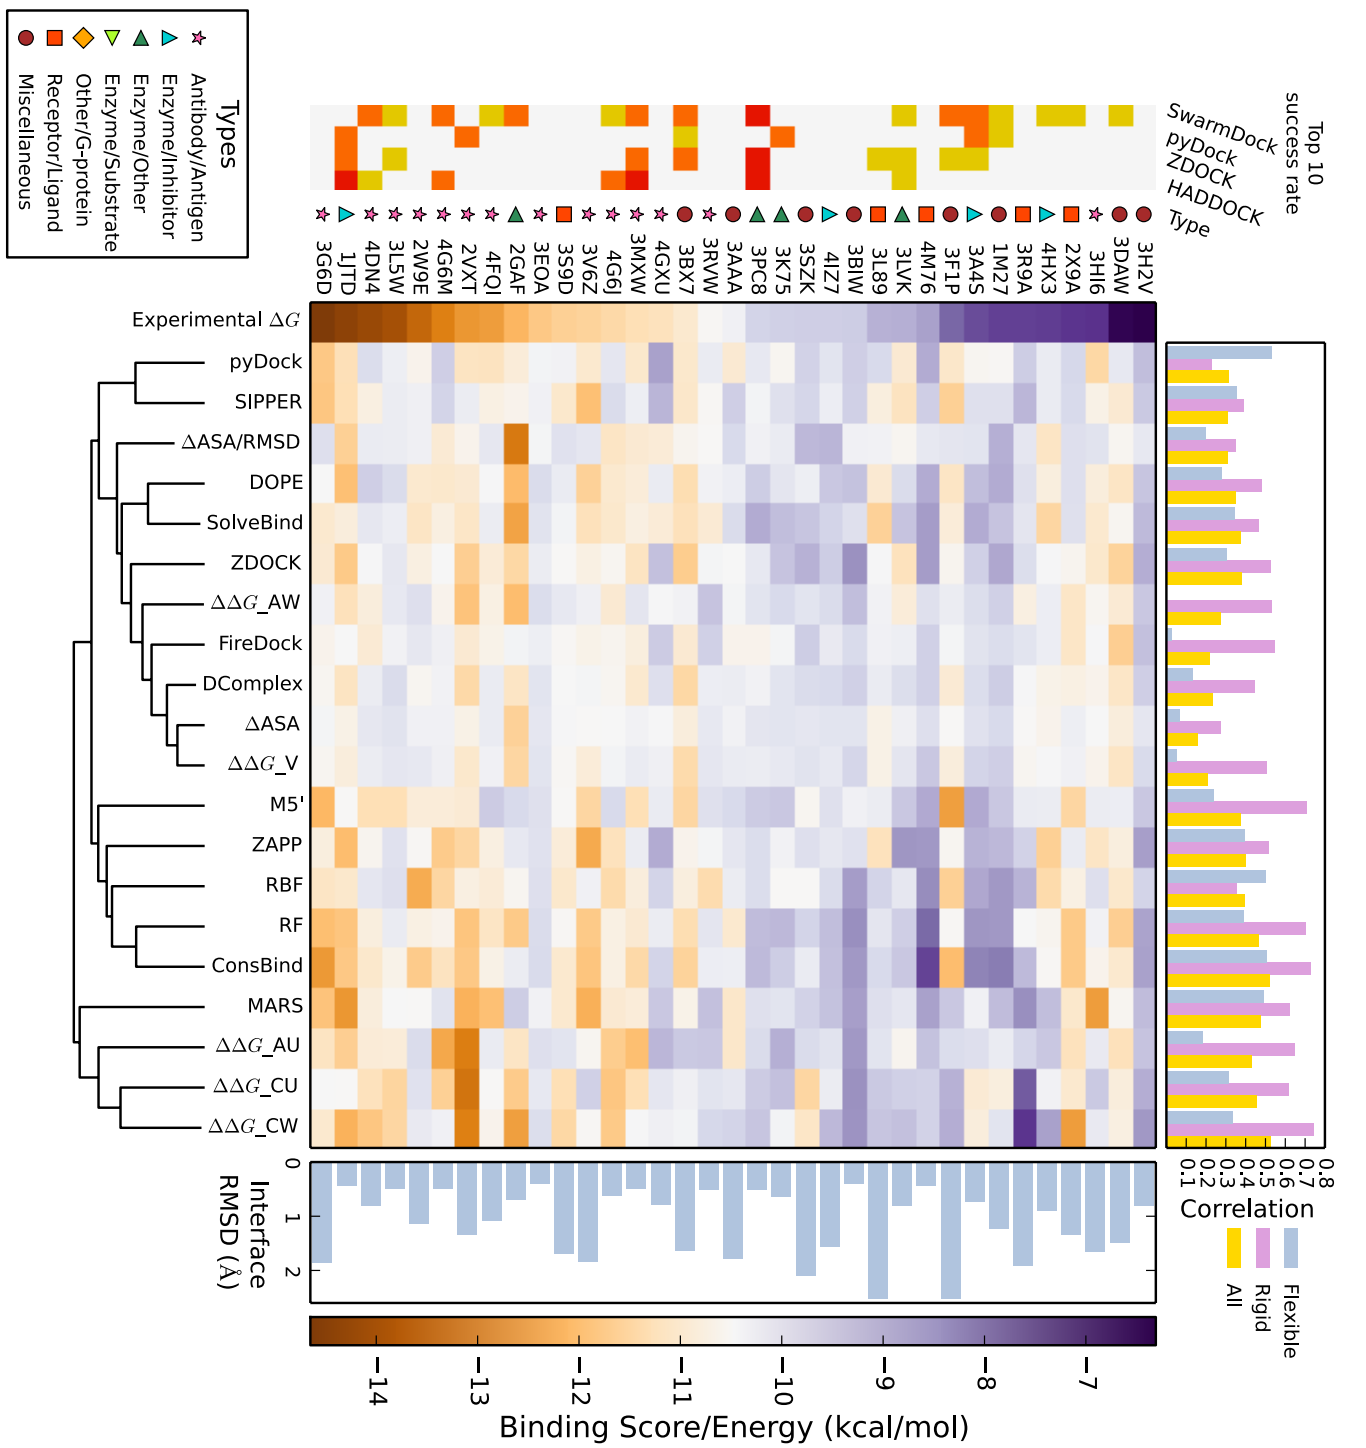 Types
Antibody/Antigen
Enzyme/Inhibitor
Enzyme/Other
Enzyme/Substrate
Other/G-protein
Receptor/Ligand
Miscellaneous
Top 10
success rate
SwarmDock
pyDock
ZDOCK
HADDOCK
Type
3G6D
1JTD
4DN4
3L5W
2W9E
4G6M
2VXT
4FQI
2GAF
3EOA
3S9D
3V6Z
4G6J
3MXW
4GXU
3BX7
3RVW
3AAA
3PC8
3K75
3SZK
4IZ7
3BIW
3L89
3LVK
4M76
3F1P
3A4S
1M27
3R9A
4HX3
2X9A
3HI6
3DAW
3H2V
Experimental ΔG
pyDock
SIPPER
ΔASA/RMSD
DOPE
SolveBind
ZDOCK
ΔΔG_AW
FireDock
DComplex
ΔASA
ΔΔG_V
M5'
ZAPP
RBF
RF
ConsBind
MARS
ΔΔG_AU
ΔΔG_CU
ΔΔG_CW
0.1
0.2
0.3
0.4
0.5
0.6
0.7
0.8
Correlation
Flexible
Rigid
All
Interface
RMSD (Å)
0
1
2
−14
−13
−12
−11
−10
−9
−8
−7
Binding Score/Energy (kcal/mol)